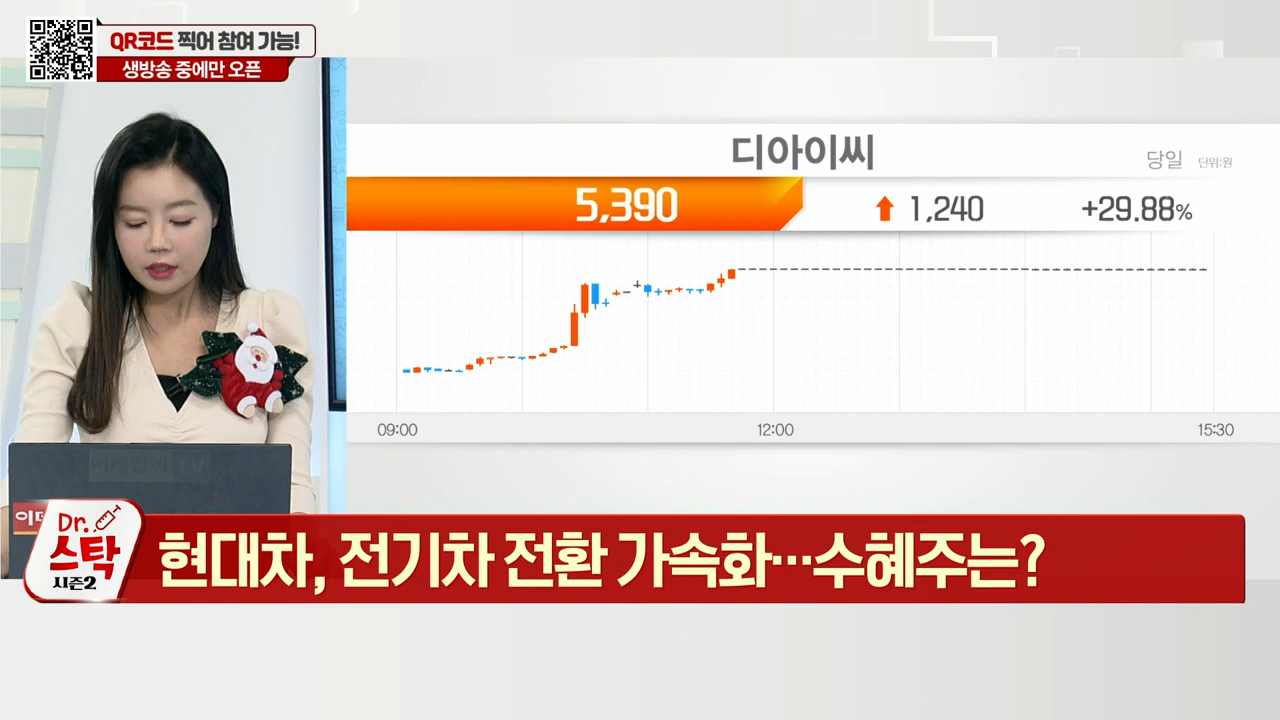 QR코드 찍어 참여 가능!
생방송 중에만 오픈
디아이씨
당일 단위:원
5,390 1,240 +29.88%
09:00 12:00 15:30
이데
Dr.
스탁
시즌2
현대차, 전기차 전환 가속화…수혜주는?